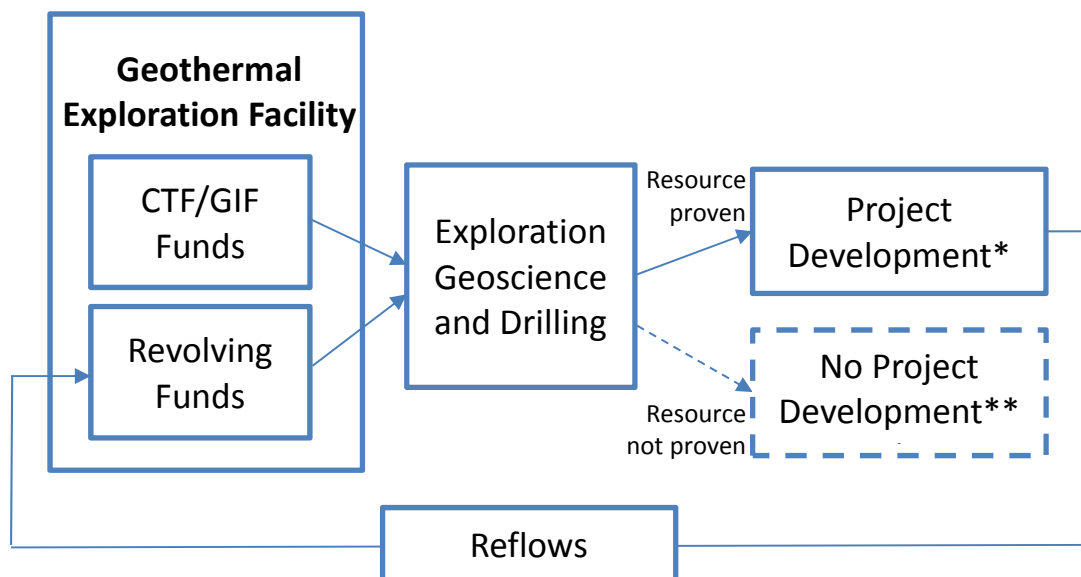 Geothermal
Exploration Facility
CTF/GIF
Funds
Revolving
Funds
Exploration
Geoscience
and Drilling
Resource
proven
Project
Development*
Resource
not proven
No Project
Development**
Reflows